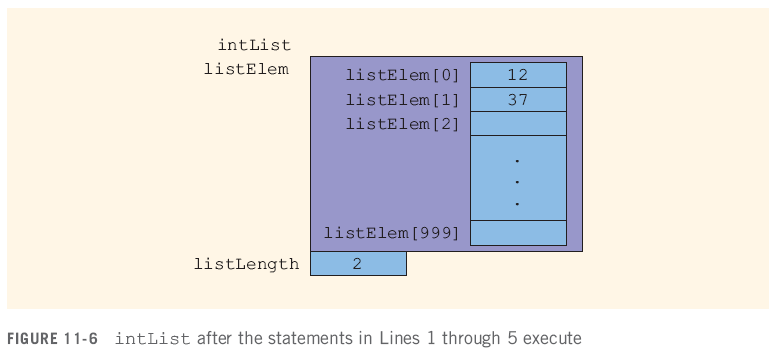 intList
listElem
listElem[0] 12
listElem[1] 37
listElem[2]
.
.
.
listElem[999]
listLength 2
FIGURE 11-6 intList after the statements in Lines 1 through 5 execute